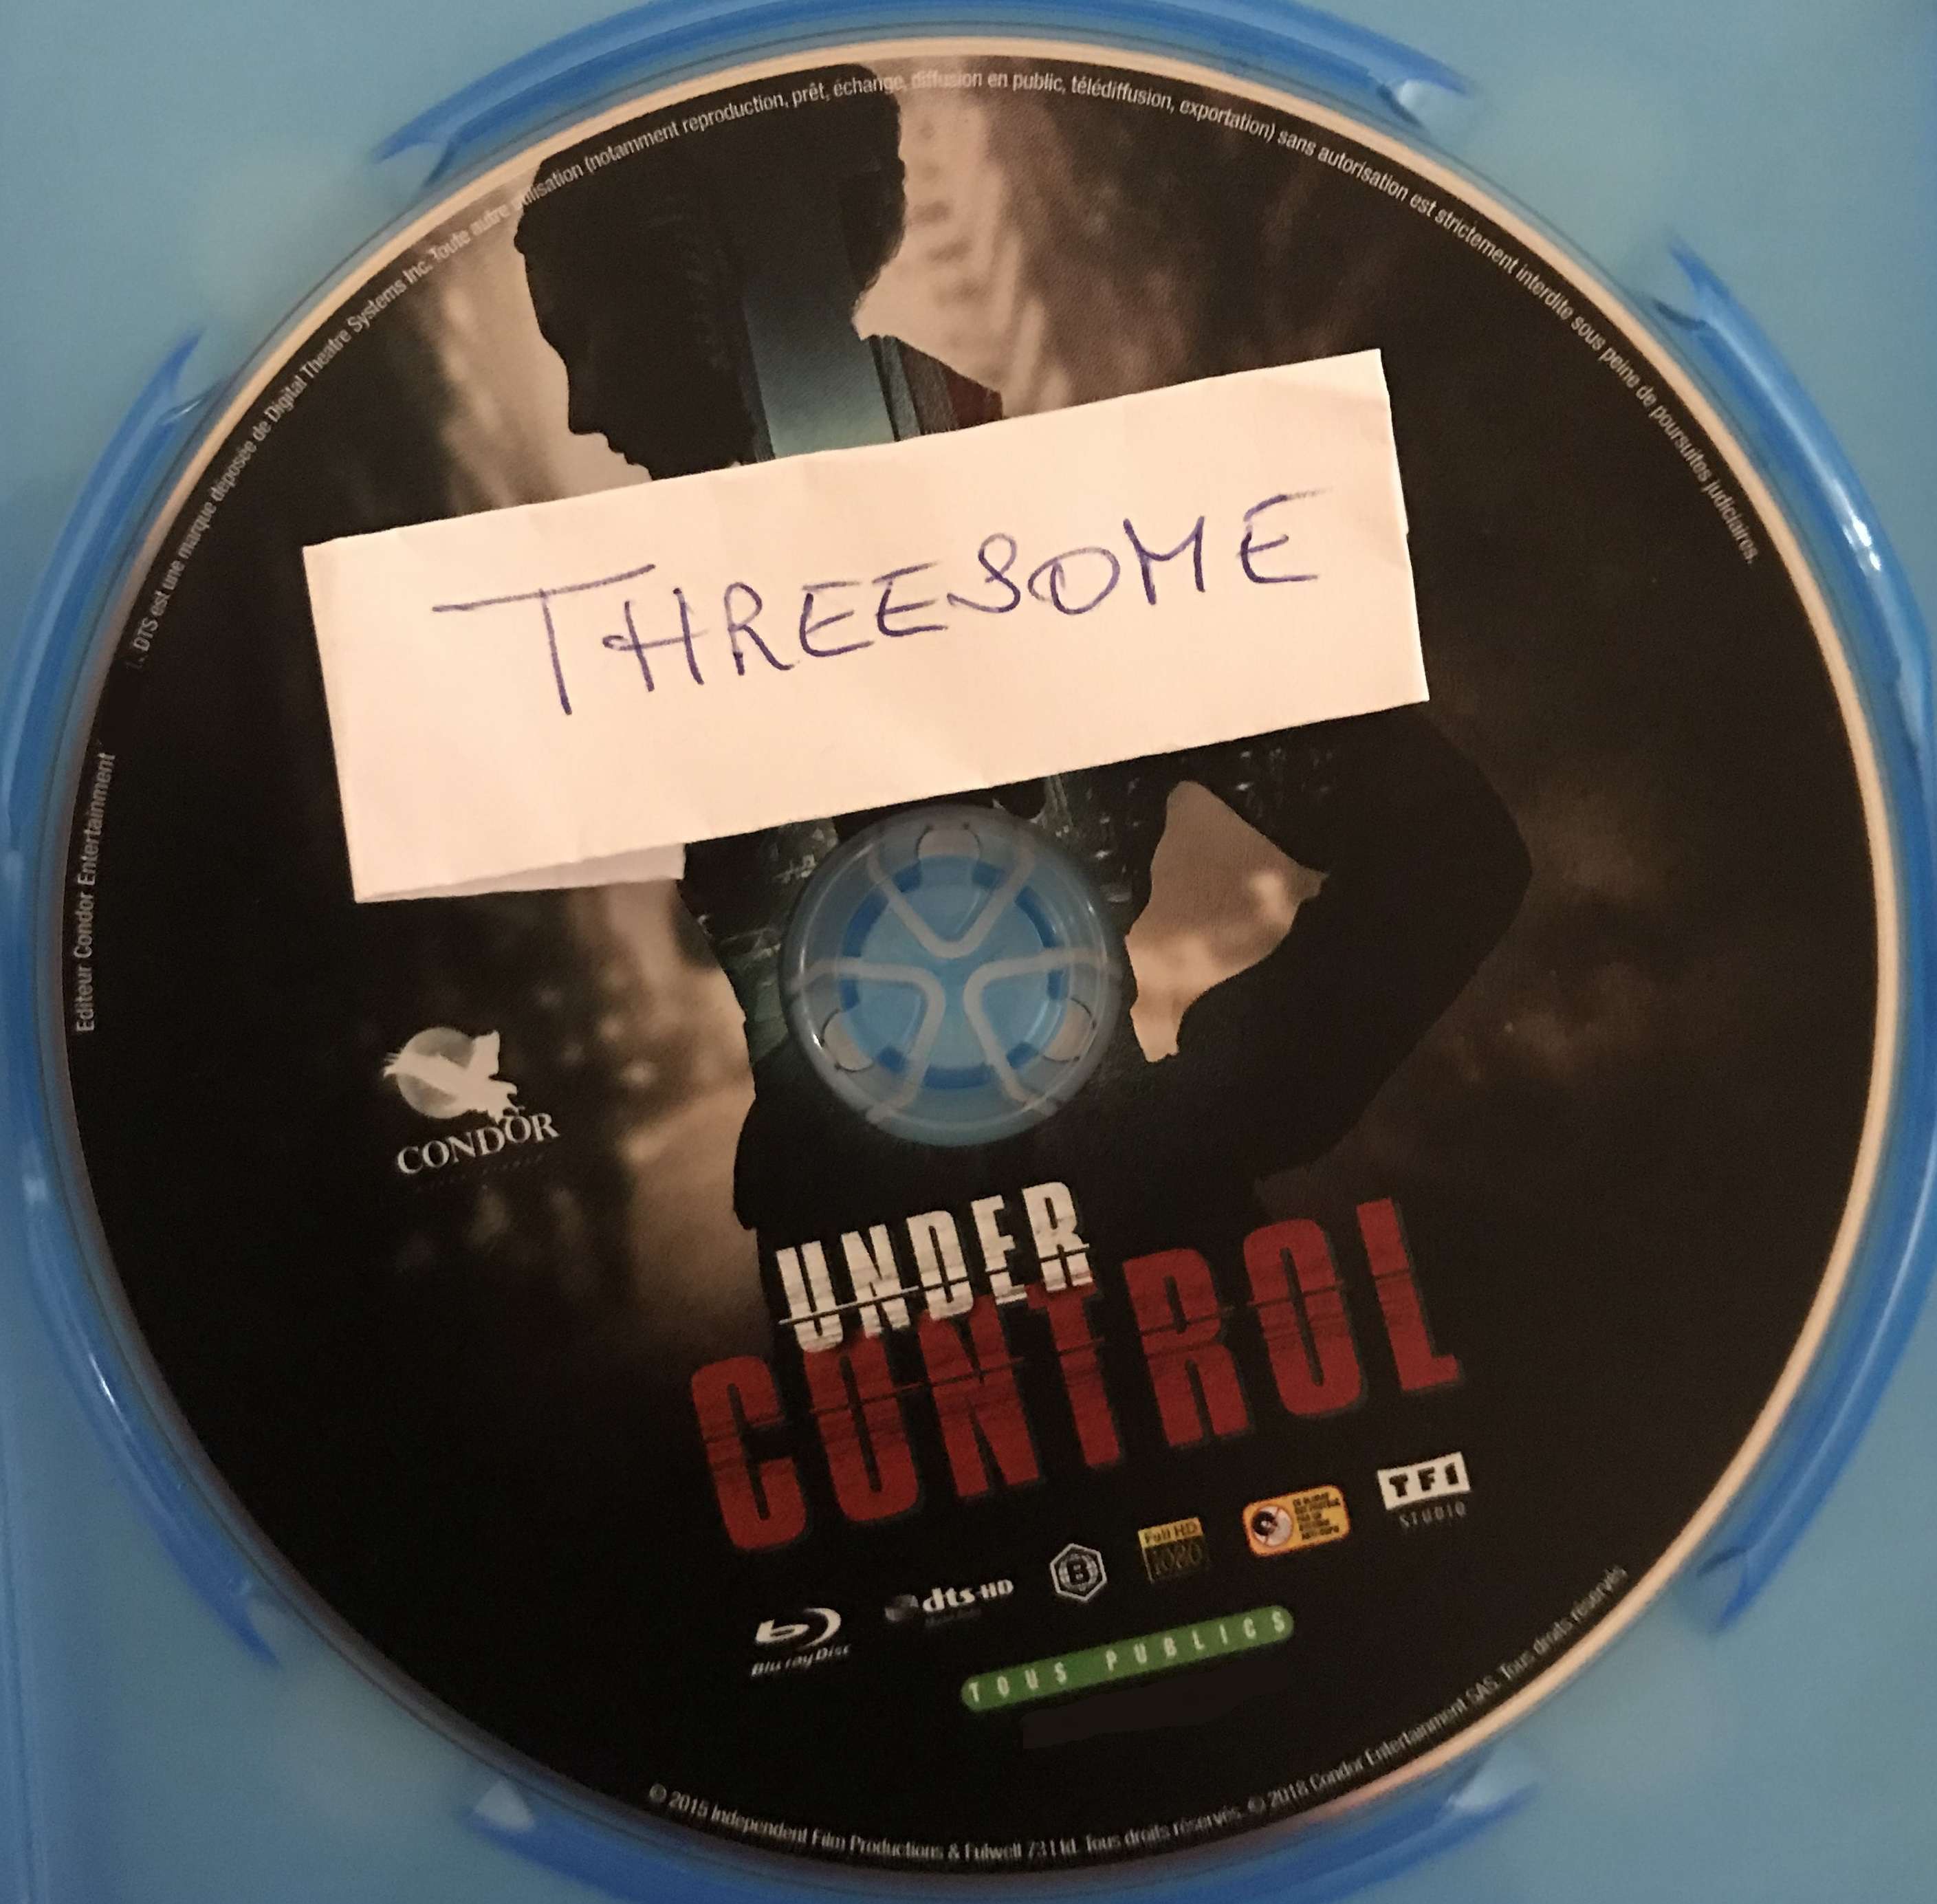 1. DTS est une marque déposée de Digital Theatre Systems Inc. Toute autre utilisation (notamment reproduction, prêt, échange, diffusion en public, télédiffusion, exportation) sans autorisation est strictement interdite sous peine de poursuites judiciaires.
THREESOME
Editeur Condor Entertainment
CONDOR
UNDER
CONTROL
TF1
STUDIO
Full HD
1080
B
dts-HD
Blu-ray Disc
TOUS PUBLICS
© 2015 Independent Film Productions & Fulwell 73 Ltd. Tous droits réservés. © 2018 Condor Entertainment SAS. Tous droits réservés